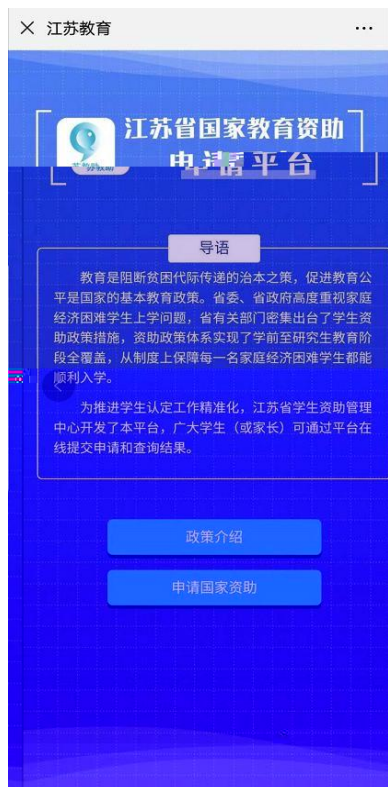 江苏教育
江苏省国家教育资助
申请平台
导语
教育是阻断贫困代际传递的治本之策，促进教育公
平是国家的基本教育政策。省委、省政府高度重视家庭
经济困难学生上学问题，省有关部门密集出台了学生资
助政策措施，资助政策体系实现了学前至研究生教育阶
段全覆盖，从制度上保障每一名家庭经济困难学生都能
顺利入学。
为推进学生认定工作精准化，江苏省学生资助管理
中心开发了本平台，广大学生（或家长）可通过平台在
线提交申请和查询结果。
政策介绍
申请国家资助